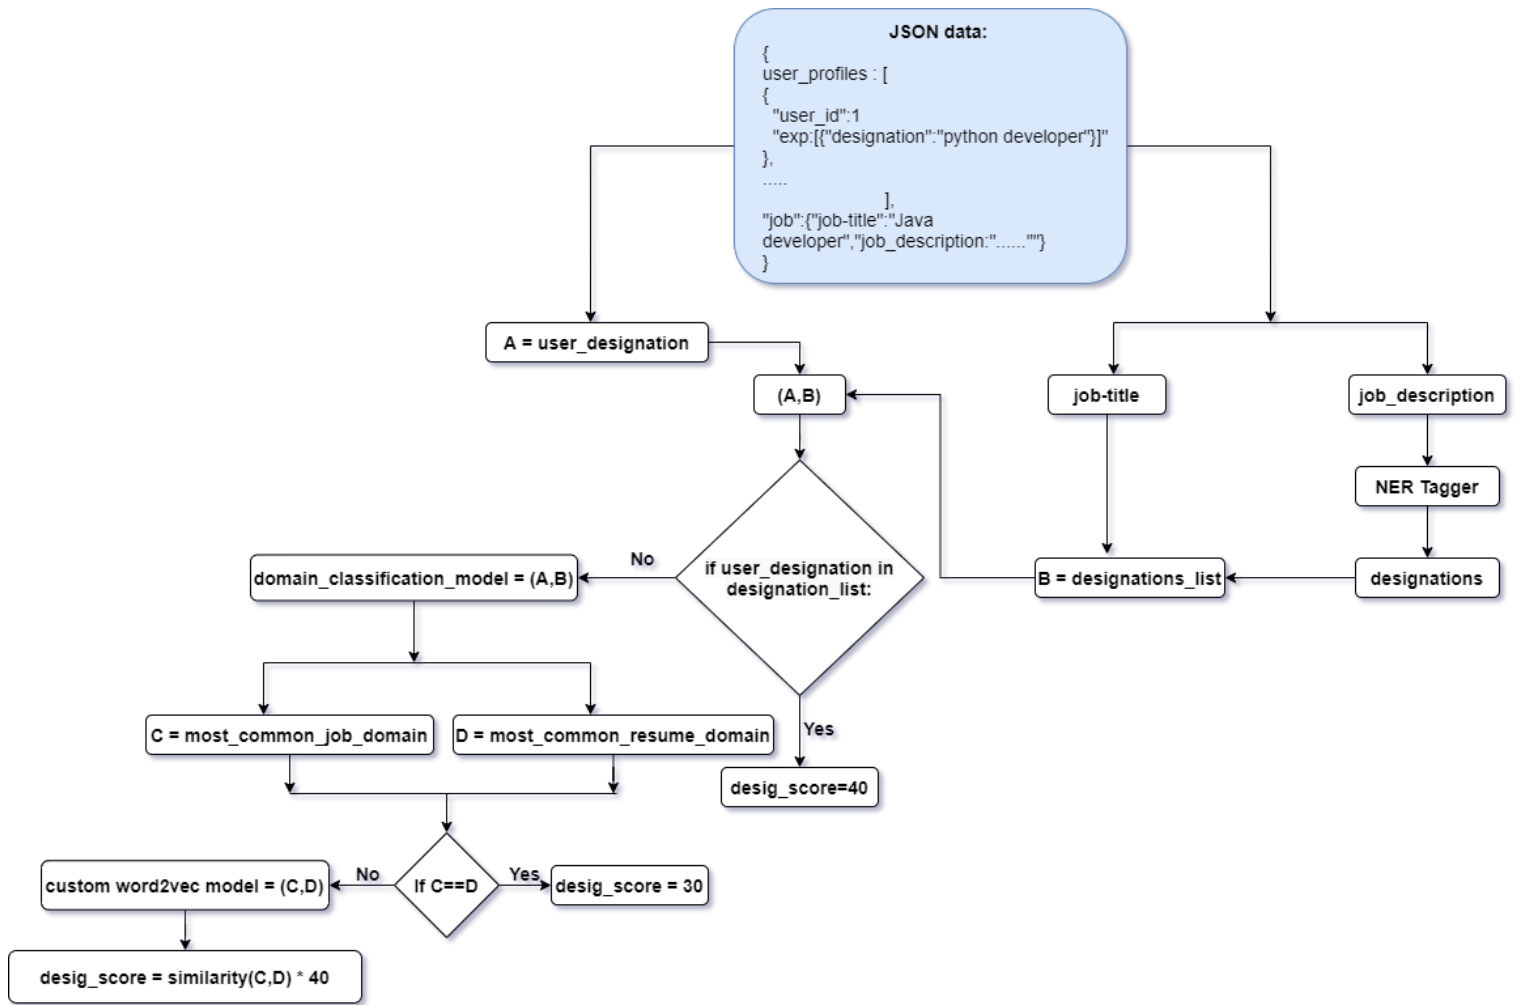 JSON data:
{
user_profiles : [
{
"user_id":1
"exp:[{"designation":"python developer"}]"
},
.....
],
"job":{"job-title":"Java
developer","job_description:"......""}
}
A = user_designation
(A,B)
job-title
job_description
NER Tagger
if user_designation in
designation_list:
No
domain_classification_model = (A,B)
B = designations_list
designations
C = most_common_job_domain
D = most_common_resume_domain
Yes
desig_score=40
If C==D
No
Yes
custom word2vec model = (C,D)
desig_score = 30
desig_score = similarity(C,D) * 40